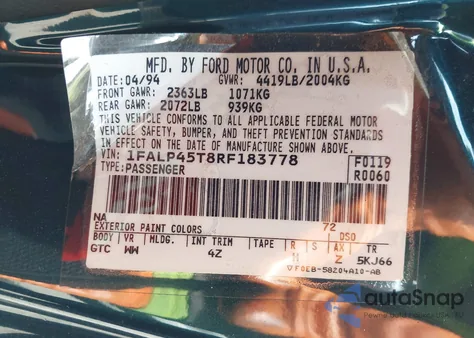 MFD. BY FORD MOTOR CO. IN U.S.A.
DATE: 04/94 GVWR: 4419LB/2004KG
FRONT GAWR: 2363LB 1071KG
REAR GAWR: 2072LB 939KG
THIS VEHICLE CONFORMS TO ALL APPLICABLE FEDERAL MOTOR
VEHICLE SAFETY, BUMPER, AND THEFT PREVENTION STANDARDS
IN EFFECT ON THE DATE OF MANUFACTURE SHOWN ABOVE.
VIN: 1FALP45T8RF183778 F0119
TYPE: PASSENGER R0060
NA 72
EXTERIOR PAINT COLORS DSO
BODY VR MLDG. INT TRIM TAPE R S AX TR
GTC WW 4Z Z 5KJ66
F0EB-58204A10-AB
autoSnap